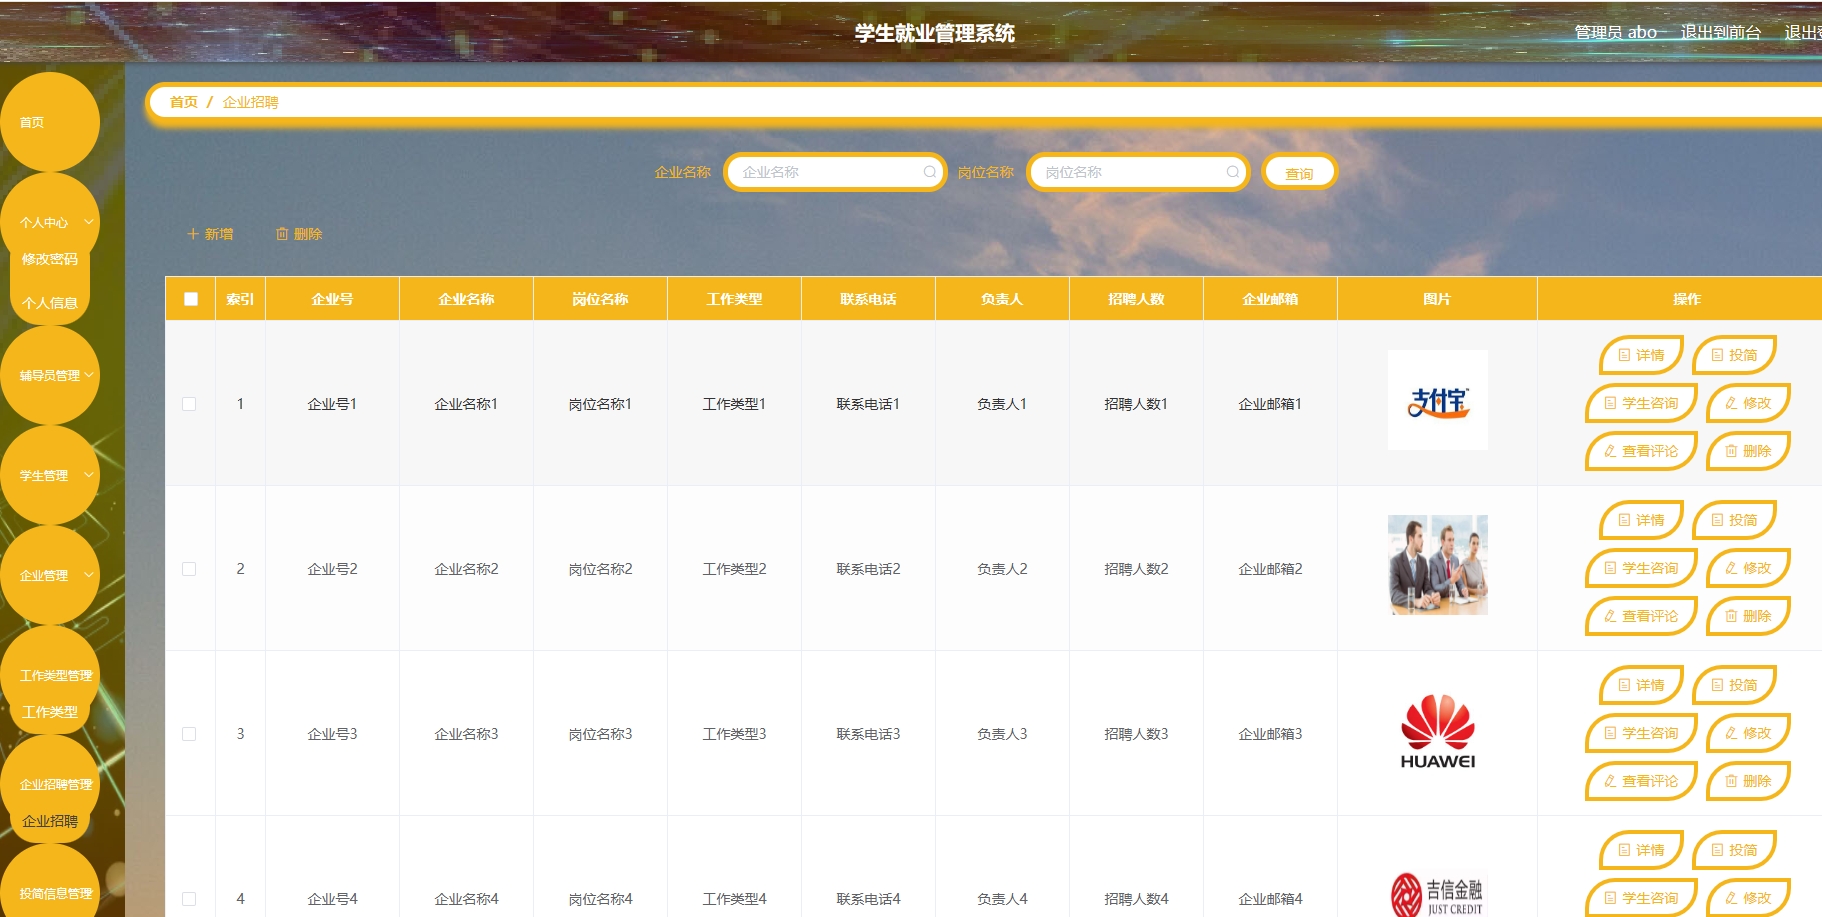 学生就业管理系统
管理员 abo 退出到前台 退出登
首页
个人中心
修改密码
个人信息
辅导员管理
学生管理
企业管理
工作类型管理
工作类型
企业招聘管理
企业招聘
投简信息管理
首页 / 企业招聘
企业名称 企业名称 岗位名称 岗位名称 查询
新增 删除
索引 企业号 企业名称 岗位名称 工作类型 联系电话 负责人 招聘人数 企业邮箱 图片 操作
1 企业号1 企业名称1 岗位名称1 工作类型1 联系电话1 负责人1 招聘人数1 企业邮箱1 支付宝
详情 投简
学生咨询 修改
查看评论 删除
2 企业号2 企业名称2 岗位名称2 工作类型2 联系电话2 负责人2 招聘人数2 企业邮箱2
详情 投简
学生咨询 修改
查看评论 删除
3 企业号3 企业名称3 岗位名称3 工作类型3 联系电话3 负责人3 招聘人数3 企业邮箱3 HUAWEI
详情 投简
学生咨询 修改
查看评论 删除
4 企业号4 企业名称4 岗位名称4 工作类型4 联系电话4 负责人4 招聘人数4 企业邮箱4
吉信金融
JUST CREDIT
详情 投简
学生咨询 修改